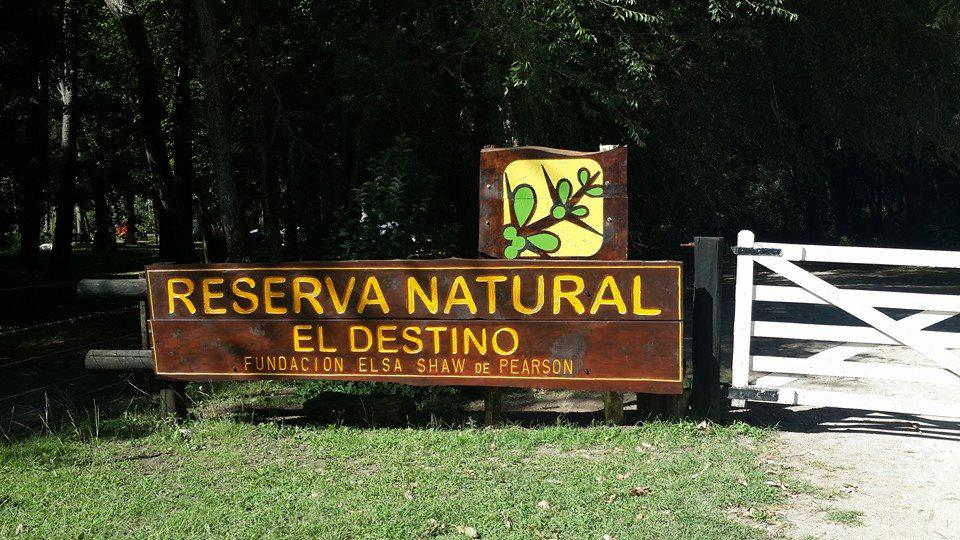 RESERVA NATURAL
EL DESTINO
FUNDACION ELSA SHAW DE PEARSON